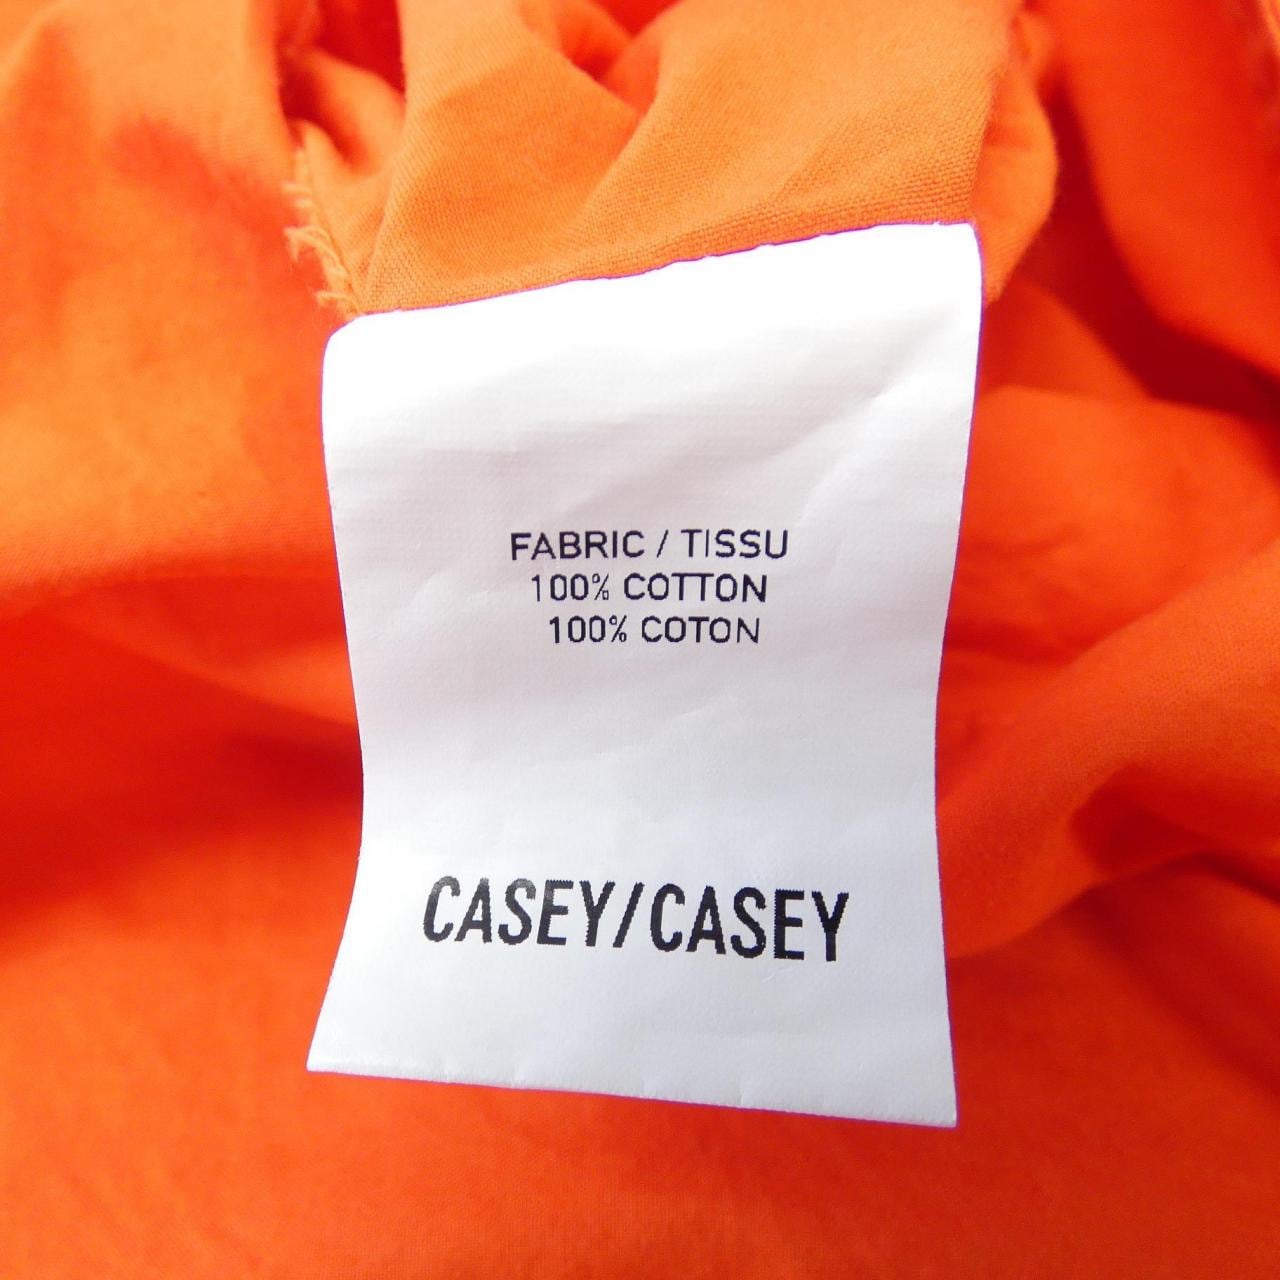 FABRIC / TISSU
100% COTTON
100% COTON
CASEY/CASEY